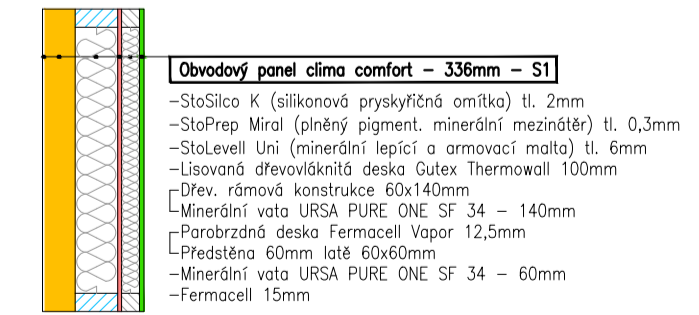 Obvodový panel clima comfort – 336mm – S1
–StoSilco K (silikonová pryskyřičná omítka) tl. 2mm
–StoPrep Miral (plněný pigment. minerální mezinátěr) tl. 0,3mm
–StoLevell Uni (minerální lepící a armovací malta) tl. 6mm
–Lisovaná dřevovláknitá deska Gutex Thermowall 100mm
Dřev. rámová konstrukce 60x140mm
Minerální vata URSA PURE ONE SF 34 – 140mm
Parobrzdná deska Fermacell Vapor 12,5mm
Předstěna 60mm latě 60x60mm
–Minerální vata URSA PURE ONE SF 34 – 60mm
–Fermacell 15mm